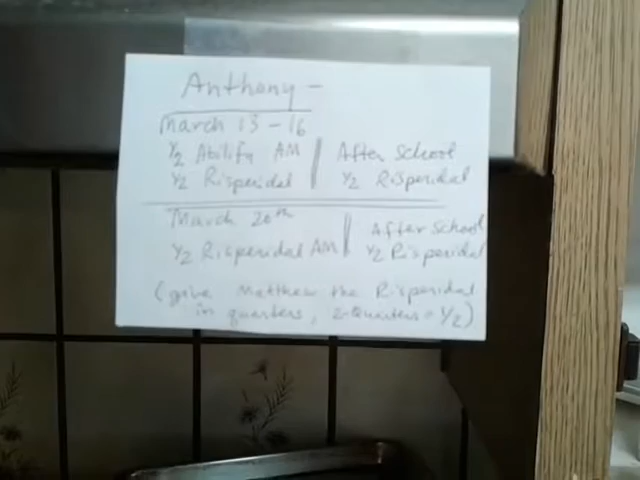 Anthony -
March 13-16
1/2 Abilify AM || After School
1/2 Risperidal 1/2 Risperidal
March 20th || After School
1/2 Risperidal AM 1/2 Risperidal
(give Matthew the Risperidal
in quarters, 2-Quarters = 1/2)